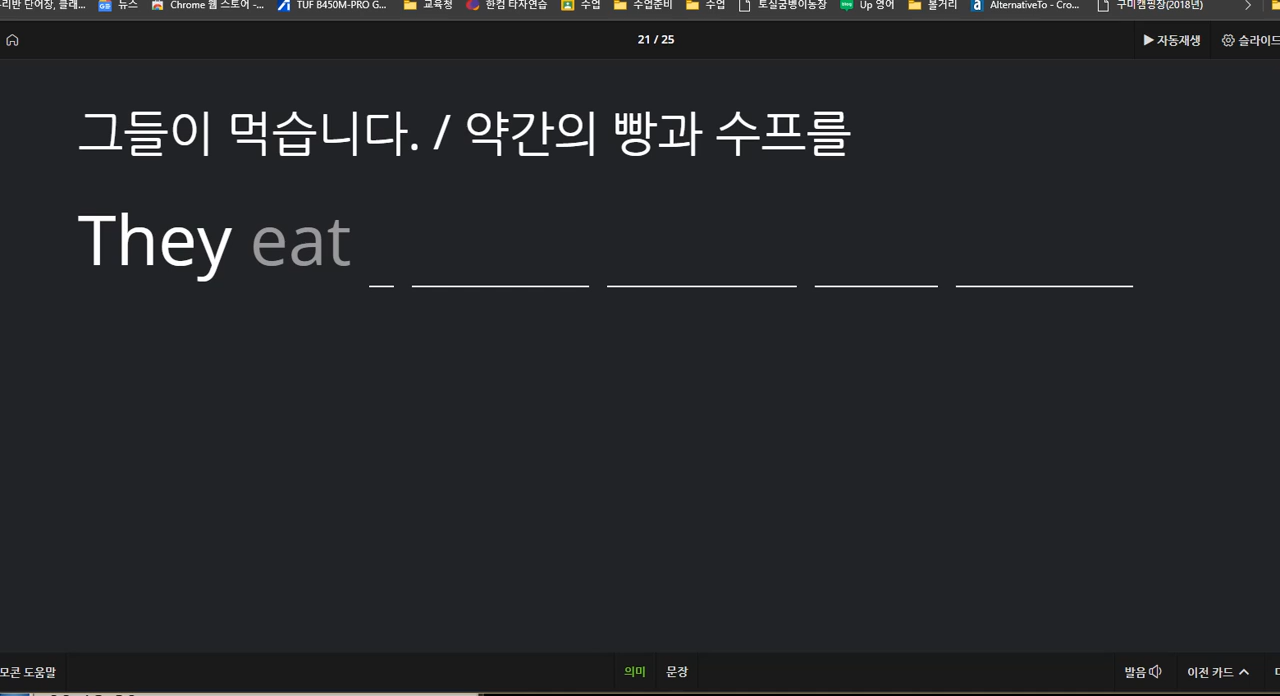 리반 단어장, 클래... 뉴스 Chrome 웹 스토어 -... TUF B450M-PRO G... 교육청 한컴 타자연습 수업 수업준비 수업 토실굼벵이농장 Up 영어 볼거리 AlternativeTo - Cro... 구미캠핑장(2018년)
21 / 25
자동재생 슬라이드
그들이 먹습니다. / 약간의 빵과 수프를
They eat
모콘 도움말 의미 문장 발음 이전 카드